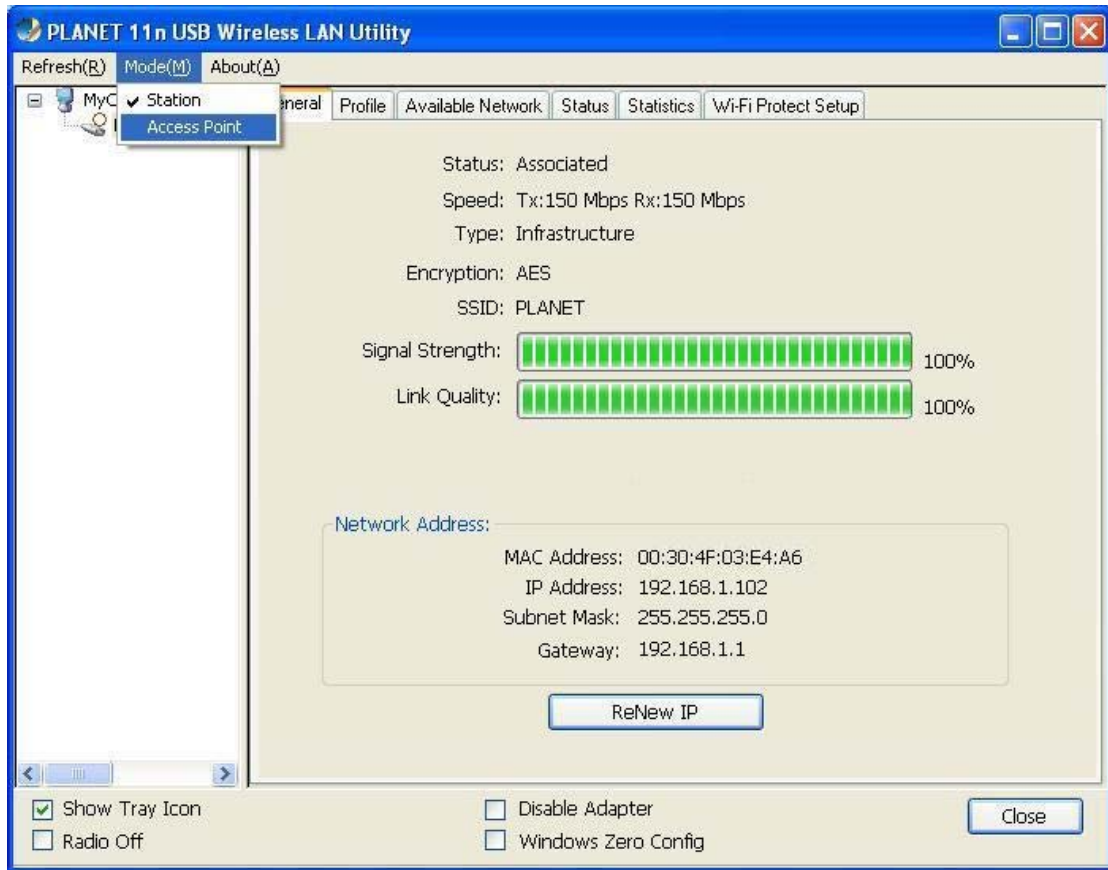 PLANET 11n USB Wireless LAN Utility
Refresh(R) Mode(M) About(A)
Station
Access Point
General Profile Available Network Status Statistics Wi-Fi Protect Setup
Status: Associated
Speed: Tx:150 Mbps Rx:150 Mbps
Type: Infrastructure
Encryption: AES
SSID: PLANET
Signal Strength: 100%
Link Quality: 100%
Network Address:
MAC Address: 00:30:4F:03:E4:A6
IP Address: 192.168.1.102
Subnet Mask: 255.255.255.0
Gateway: 192.168.1.1
ReNew IP
Show Tray Icon Disable Adapter Close
Radio Off Windows Zero Config